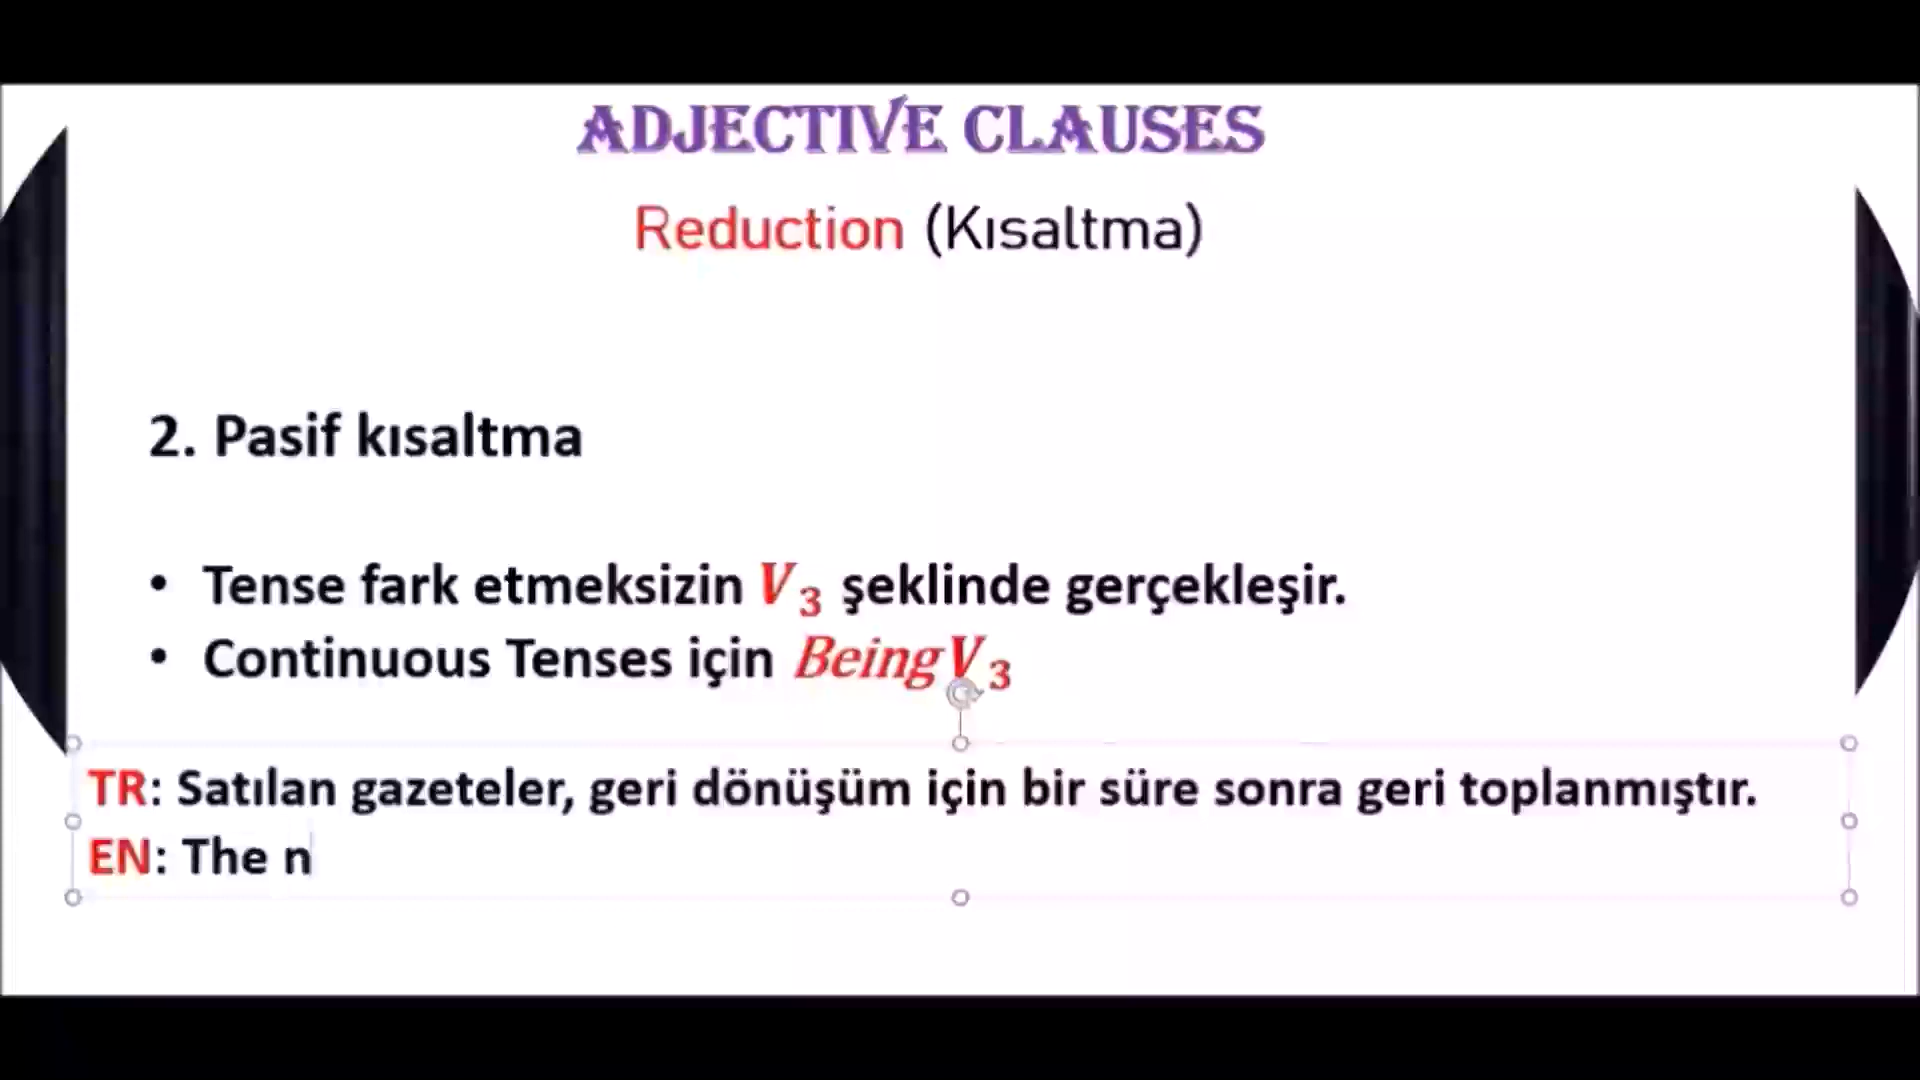 ADJECTIVE CLAUSES
Reduction (Kısaltma)
2. Pasif kısaltma
• Tense fark etmeksizin V₃ şeklinde gerçekleşir.
• Continuous Tenses için Being V₃
TR: Satılan gazeteler, geri dönüşüm için bir süre sonra geri toplanmıştır.
EN: The n